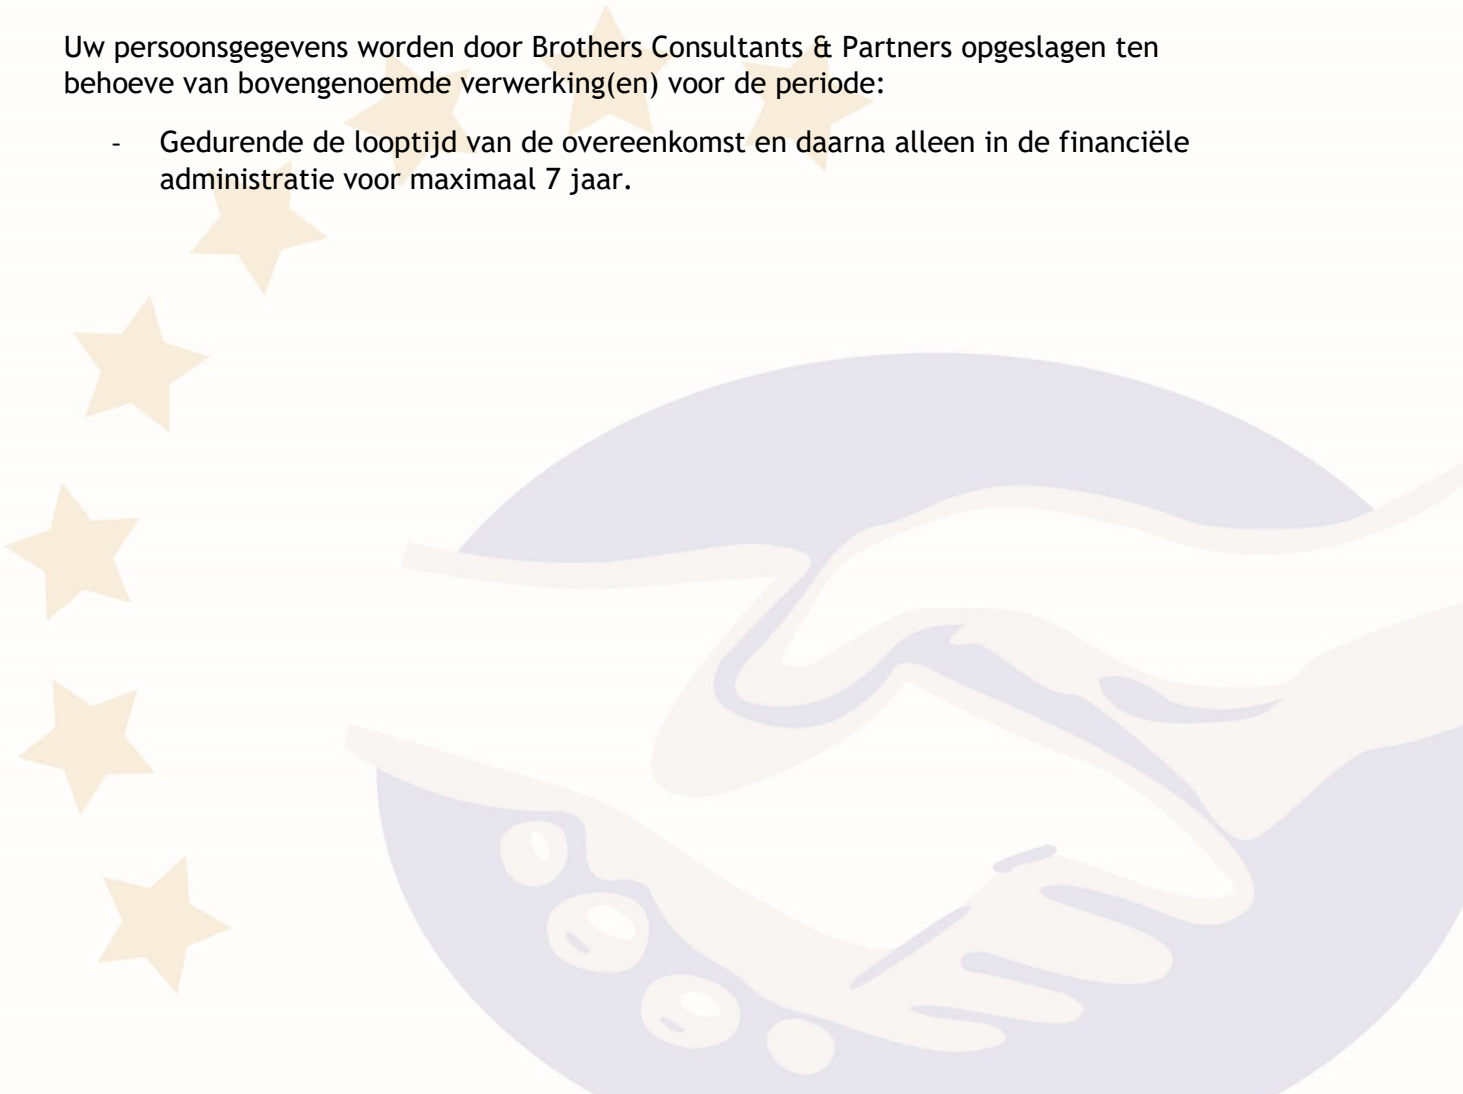 Uw persoonsgegevens worden door Brothers Consultants & Partners opgeslagen ten
behoeve van bovengenoemde verwerking(en) voor de periode:
- Gedurende de looptijd van de overeenkomst en daarna alleen in de financiële
administratie voor maximaal 7 jaar.